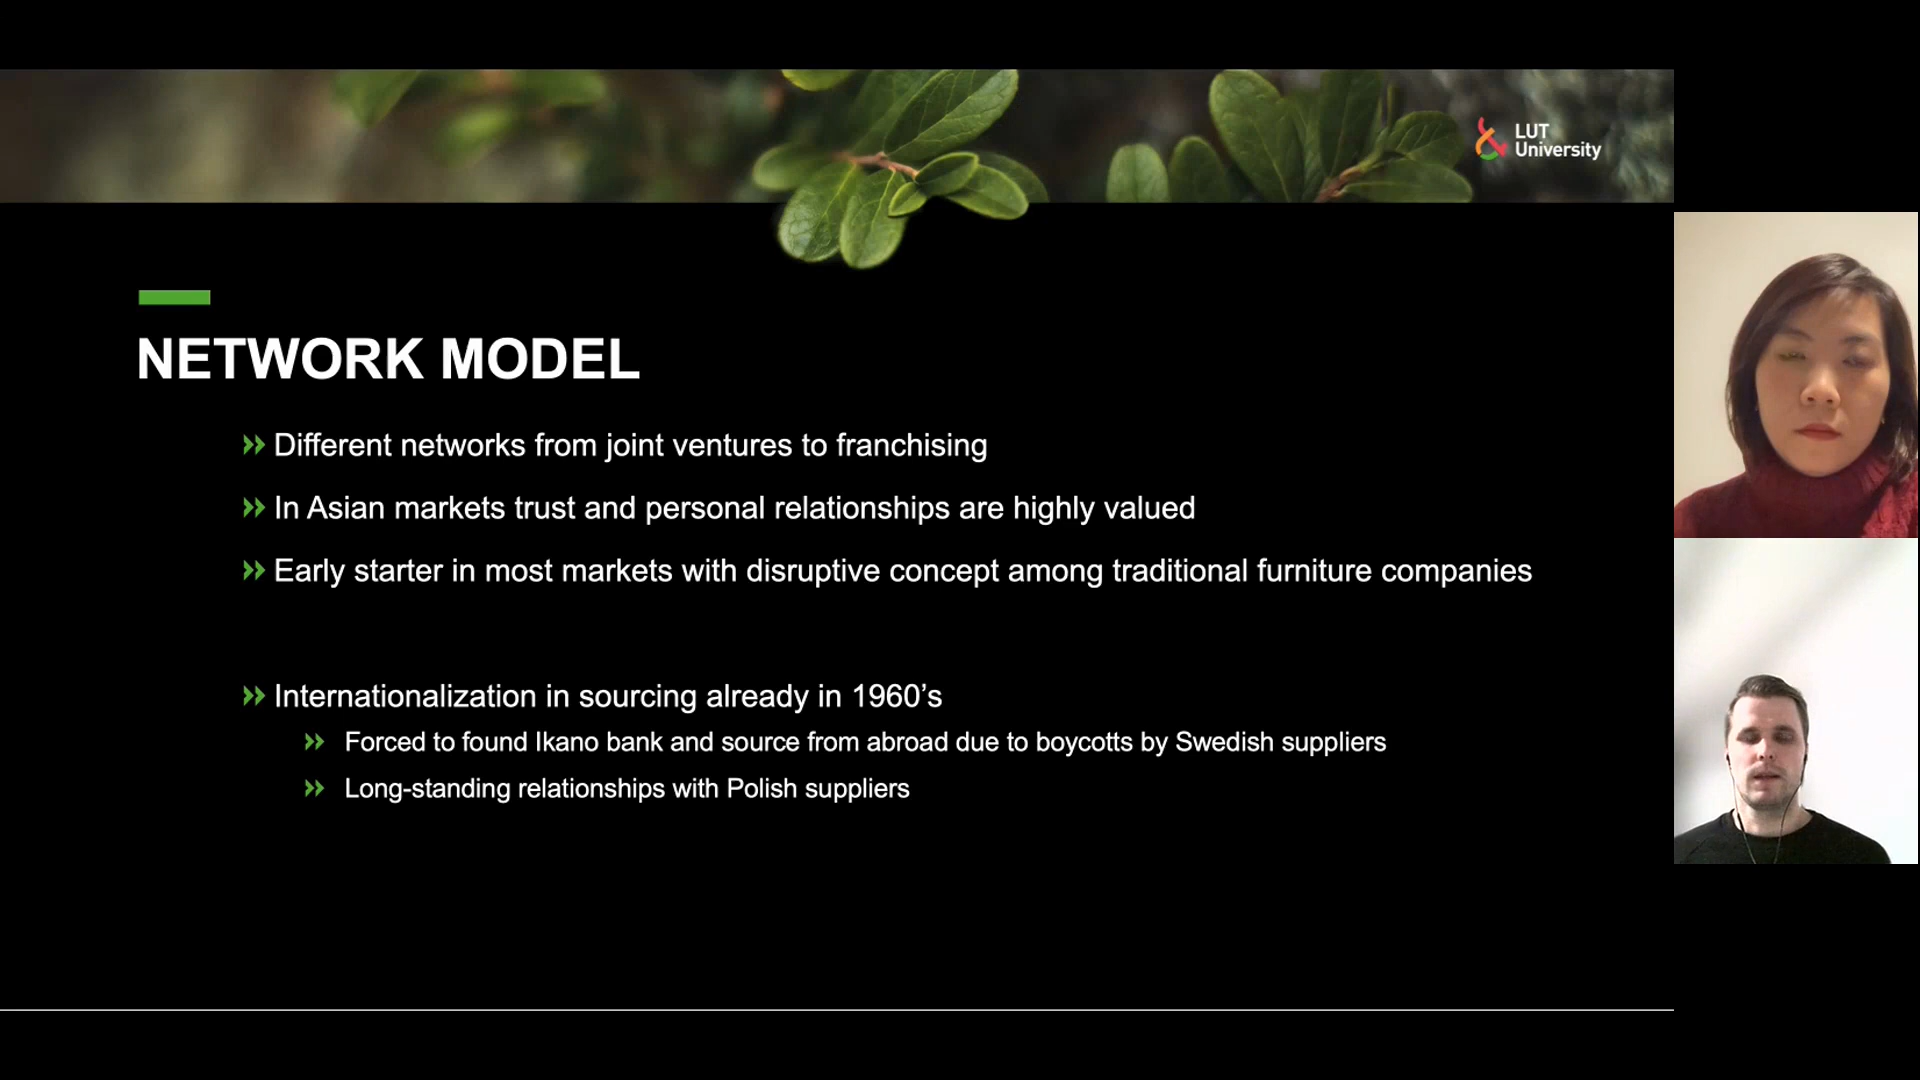 LUT
University
NETWORK MODEL
Different networks from joint ventures to franchising
In Asian markets trust and personal relationships are highly valued
Early starter in most markets with disruptive concept among traditional furniture companies
Internationalization in sourcing already in 1960’s
Forced to found Ikano bank and source from abroad due to boycotts by Swedish suppliers
Long-standing relationships with Polish suppliers